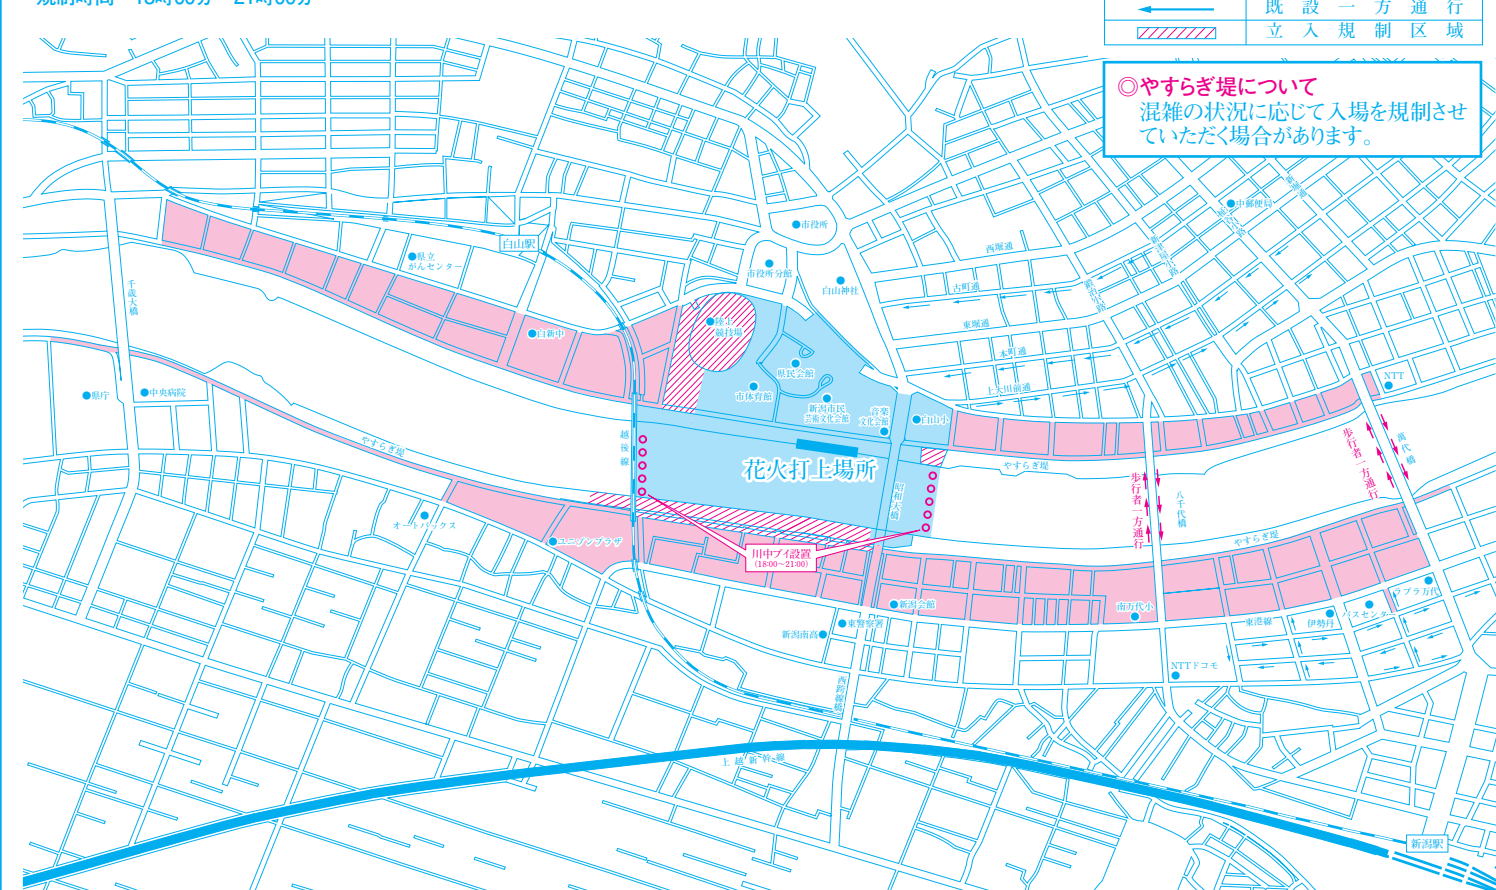 既設一方通行
立入規制区域
◎やすらぎ堤について
混雑の状況に応じて入場を規制させ
ていただく場合があります。
中郵便局
市役所
白山駅
県立
がんセンター
西堀通
市役所分館
白山神社
古町通
千歳大橋
陸上
競技場
東堀通
白新中
本町通
県民会館
NTT
上大川前通
県庁
中央病院
市体育館
新潟市民
芸術文化会館
音楽
文化会館
白山小
萬代橋
歩行者一方通行
越後線
やすらぎ堤
花火打上場所
やすらぎ堤
歩行者一方通行
昭和大橋
八千代橋
オートバックス
ユニゾンプラザ
川中ブイ設置
(18:00～21:00)
やすらぎ堤
ラブラ万代
新潟会館
南万代小
バスセンター
東港線
伊勢丹
東警察署
新潟南高
NTTドコモ
西跨線橋
上越新幹線
新潟駅